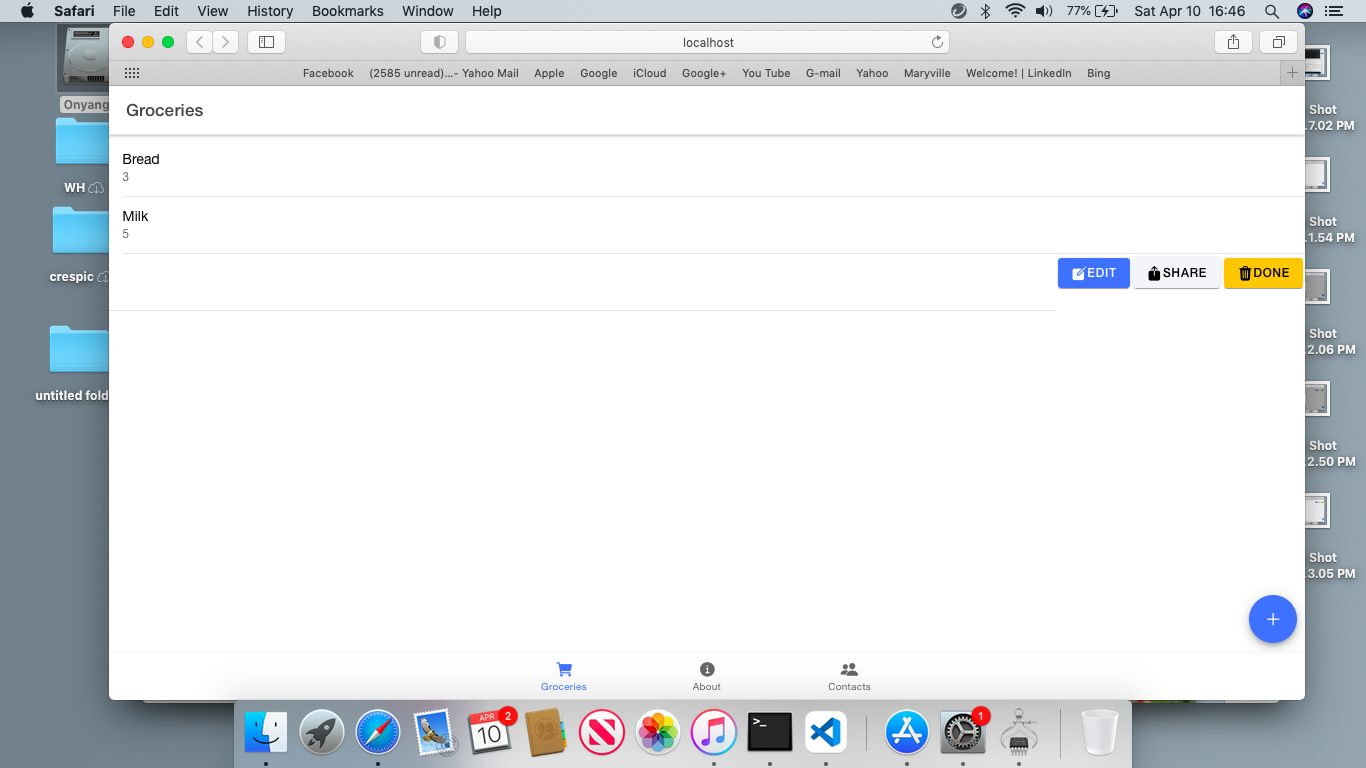 Safari File Edit View History Bookmarks Window Help 77% Sat Apr 10 16:46
localhost
Facebook (2585 unread)...- Yahoo Mail Apple Google iCloud Google+ You Tube G-mail Yahoo Maryville Welcome! | LinkedIn Bing
Onyang
WH
crespic
untitled fold
Groceries
Bread
3
Milk
5
EDIT SHARE DONE
Shot
.7.02 PM
Shot
.1.54 PM
Shot
.2.06 PM
Shot
.2.50 PM
Shot
.3.05 PM
+
Groceries About Contacts
APR 2
10
>_
1